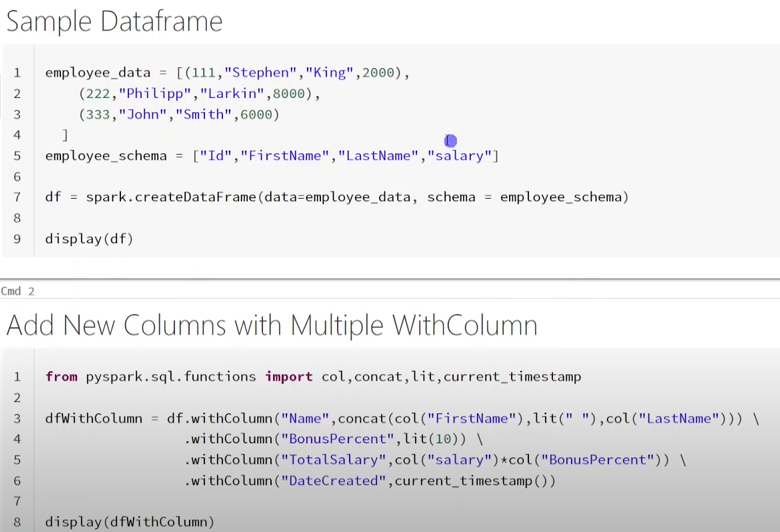 Sample Dataframe
1 employee_data = [(111,"Stephen","King",2000),
2 (222,"Philipp","Larkin",8000),
3 (333,"John","Smith",6000)
4 ]
5 employee_schema = ["Id","FirstName","LastName","salary"]
6
7 df = spark.createDataFrame(data=employee_data, schema = employee_schema)
8
9 display(df)
Cmd 2
Add New Columns with Multiple WithColumn
1 from pyspark.sql.functions import col,concat,lit,current_timestamp
2
3 dfWithColumn = df.withColumn("Name",concat(col("FirstName"),lit(" "),col("LastName"))) \
4 .withColumn("BonusPercent",lit(10)) \
5 .withColumn("TotalSalary",col("salary")*col("BonusPercent")) \
6 .withColumn("DateCreated",current_timestamp())
7
8 display(dfWithColumn)